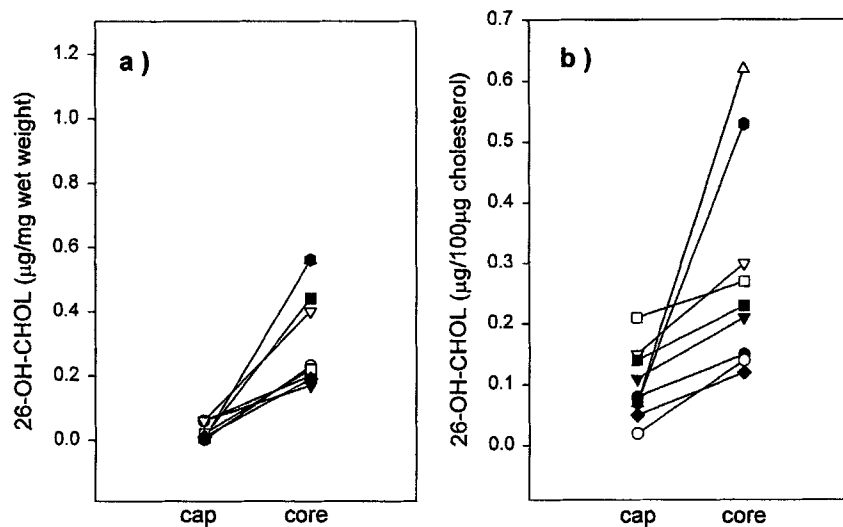 a )
26-OH-CHOL (µg/mg wet weight)
1.2
1.0
0.8
0.6
0.4
0.2
0.0
cap core
b )
26-OH-CHOL (µg/100µg cholesterol)
0.7
0.6
0.5
0.4
0.3
0.2
0.1
0.0
cap core